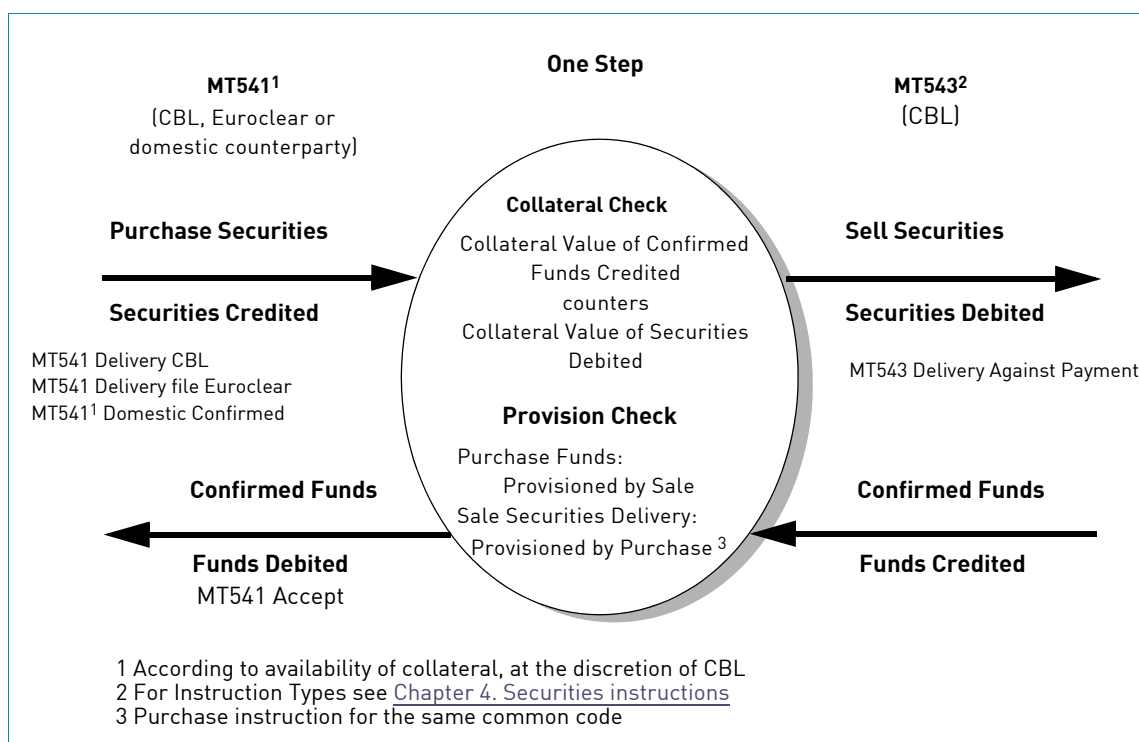 One Step
MT541¹
(CBL, Euroclear or
domestic counterparty)
MT543²
(CBL)
Purchase Securities
Securities Credited
MT541 Delivery CBL
MT541 Delivery file Euroclear
MT541¹ Domestic Confirmed
Collateral Check
Collateral Value of Confirmed
Funds Credited
counters
Collateral Value of Securities
Debited
Provision Check
Purchase Funds:
Provisioned by Sale
Sale Securities Delivery:
Provisioned by Purchase ³
Sell Securities
Securities Debited
MT543 Delivery Against Payment
Confirmed Funds
Funds Debited
MT541 Accept
Confirmed Funds
Funds Credited
1 According to availability of collateral, at the discretion of CBL
2 For Instruction Types see Chapter 4. Securities instructions
3 Purchase instruction for the same common code